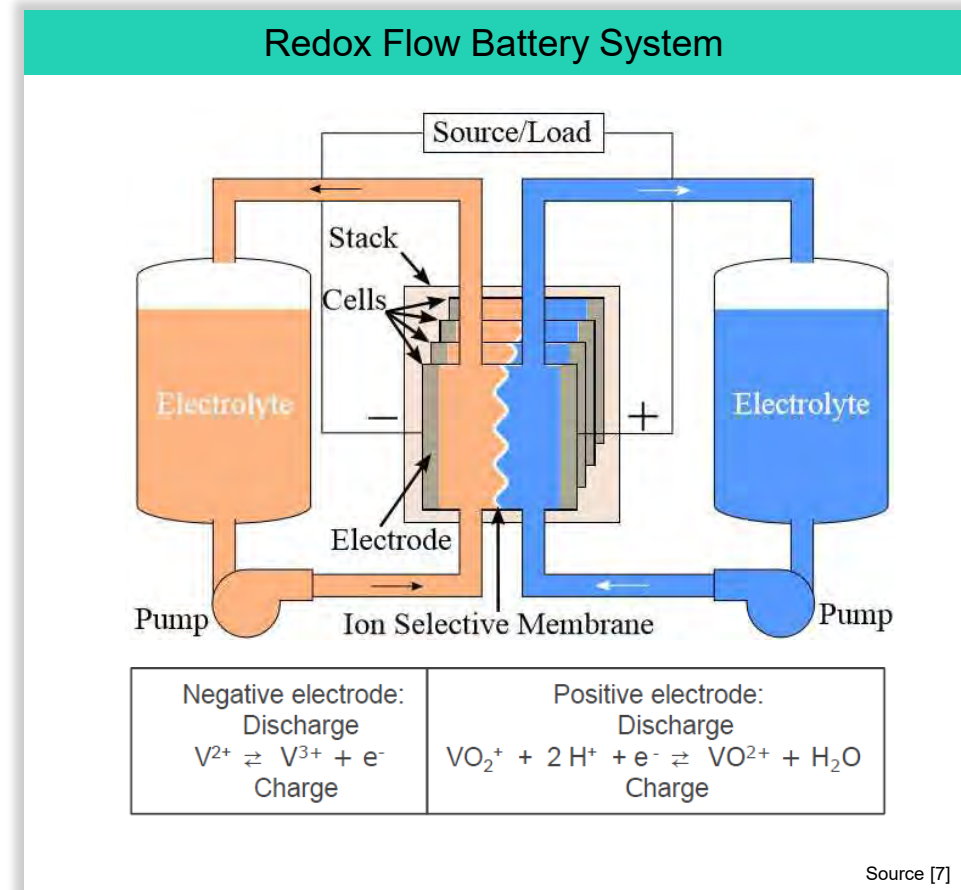 Redox Flow Battery System
Source/Load
Stack
Cells
Electrolyte
−
+
Electrolyte
Electrode
Pump
Ion Selective Membrane
Pump
Negative electrode:
Discharge
V²⁺ ⇄ V³⁺ + e⁻
Charge
Positive electrode:
Discharge
VO₂⁺ + 2 H⁺ + e⁻ ⇄ VO²⁺ + H₂O
Charge
Source [7]